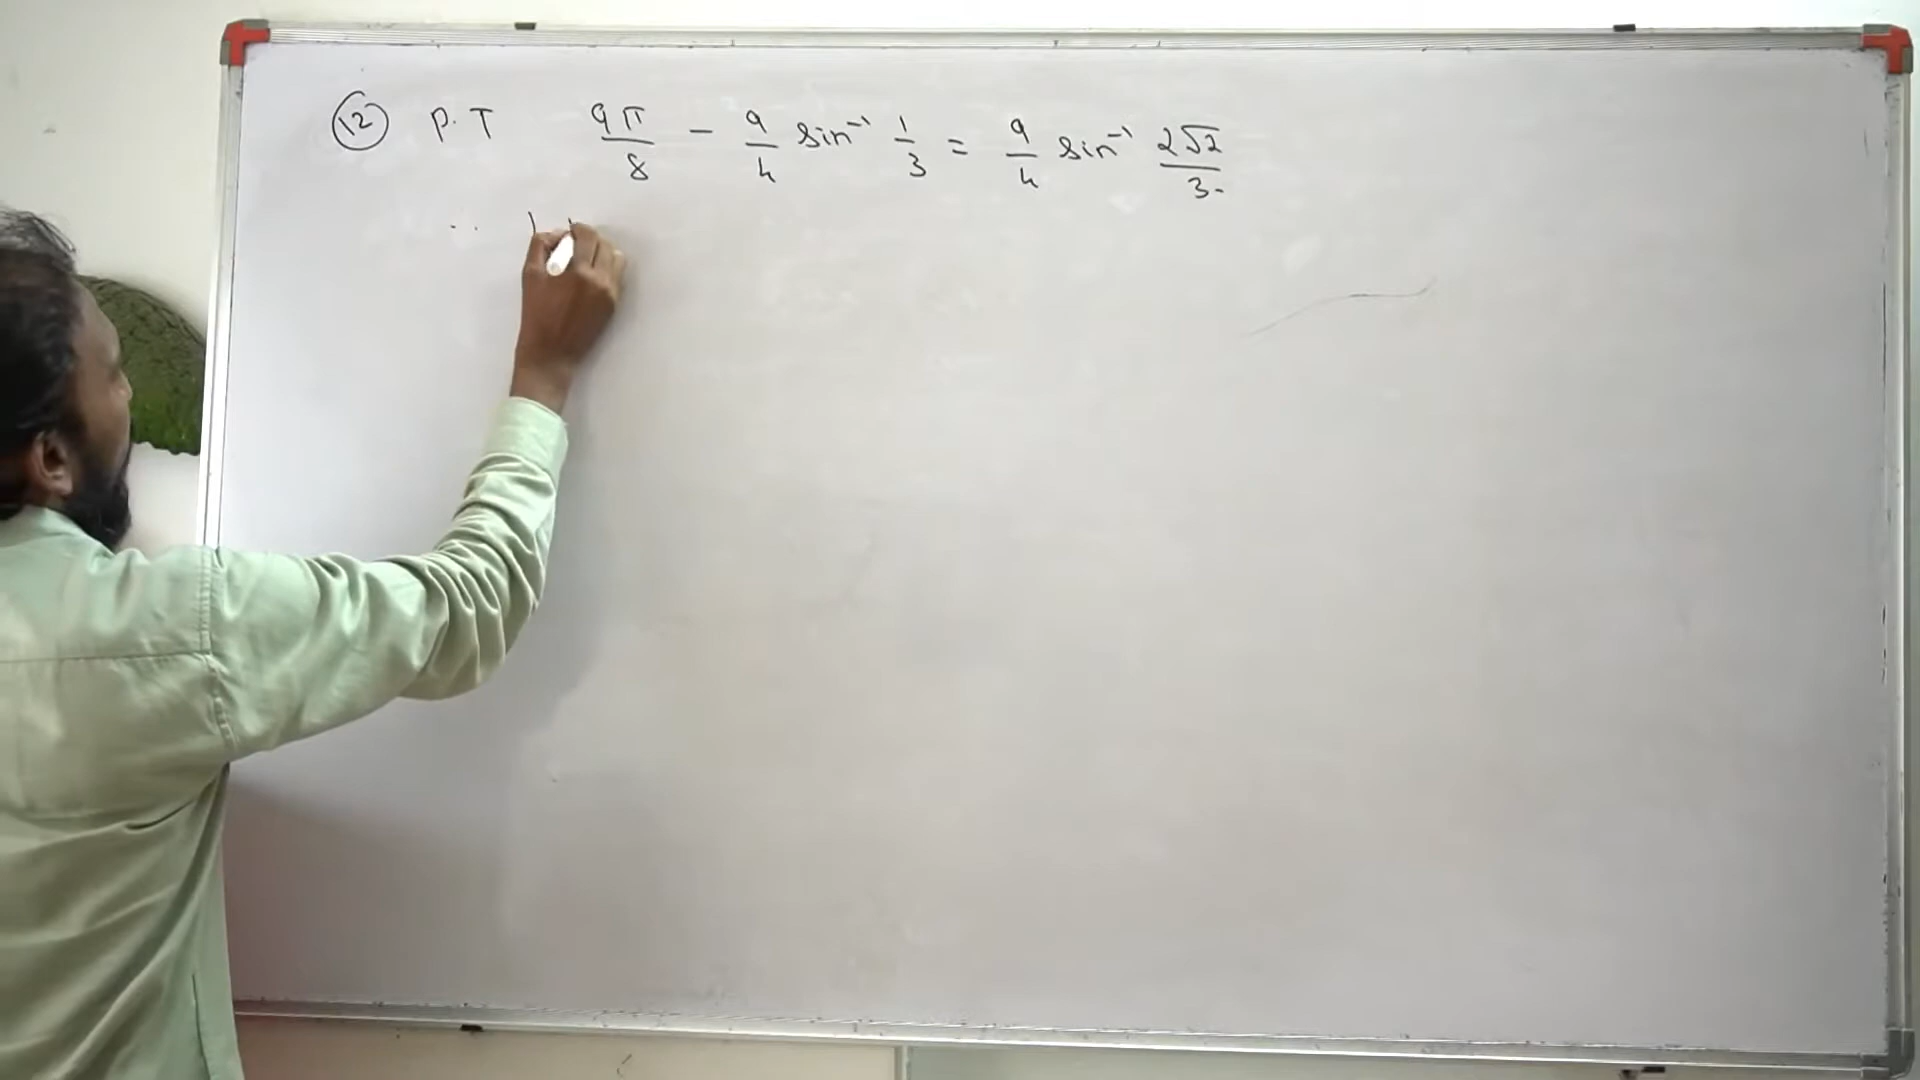 (12) P.T 9π/8 - 9/4 sin⁻¹ 1/3 = 9/4 sin⁻¹ 2√2/3.